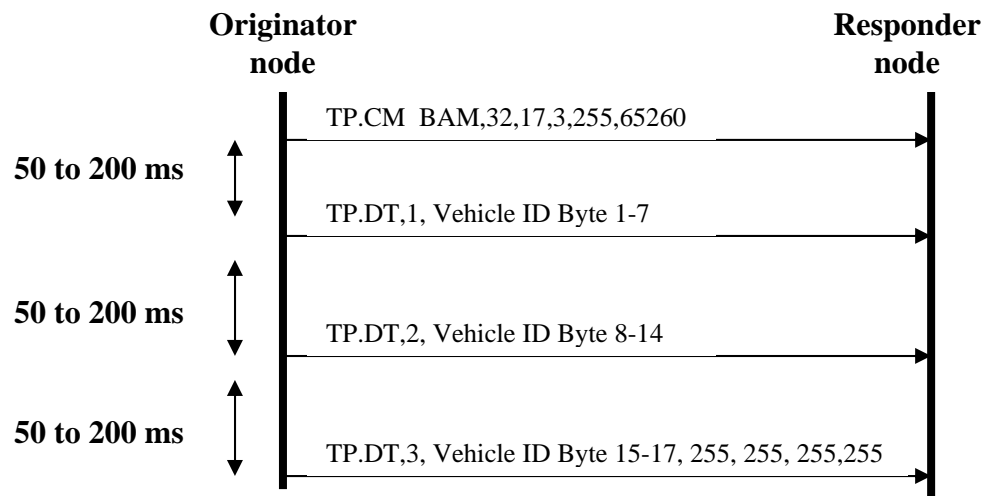 Originator
node
Responder
node
TP.CM BAM,32,17,3,255,65260
50 to 200 ms
TP.DT,1, Vehicle ID Byte 1-7
50 to 200 ms
TP.DT,2, Vehicle ID Byte 8-14
50 to 200 ms
TP.DT,3, Vehicle ID Byte 15-17, 255, 255, 255,255